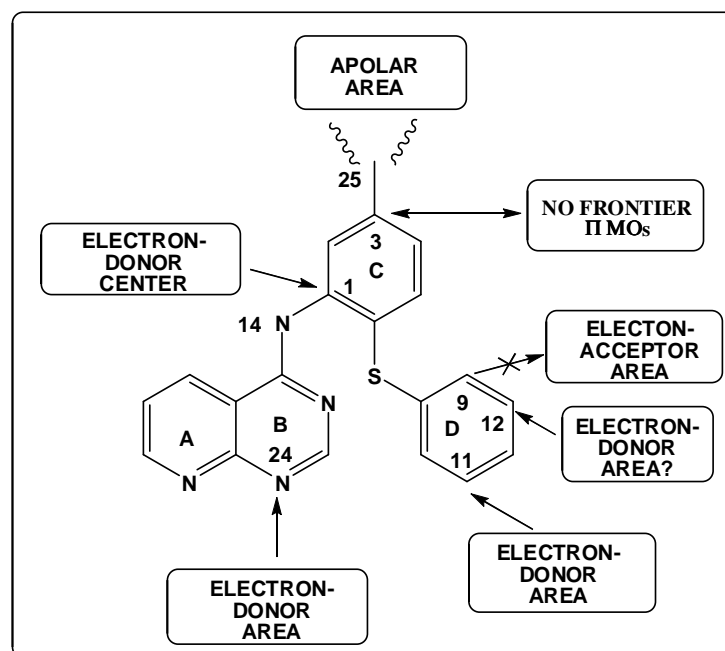 APOLAR
AREA
25
NO FRONTIER
Π MOs
3
C
ELECTRON-
DONOR
CENTER
1
14
N
ELECTON-
ACCEPTOR
AREA
S
9
N
B
A
D
12
ELECTRON-
DONOR
AREA?
24
11
N
N
ELECTRON-
DONOR
AREA
ELECTRON-
DONOR
AREA